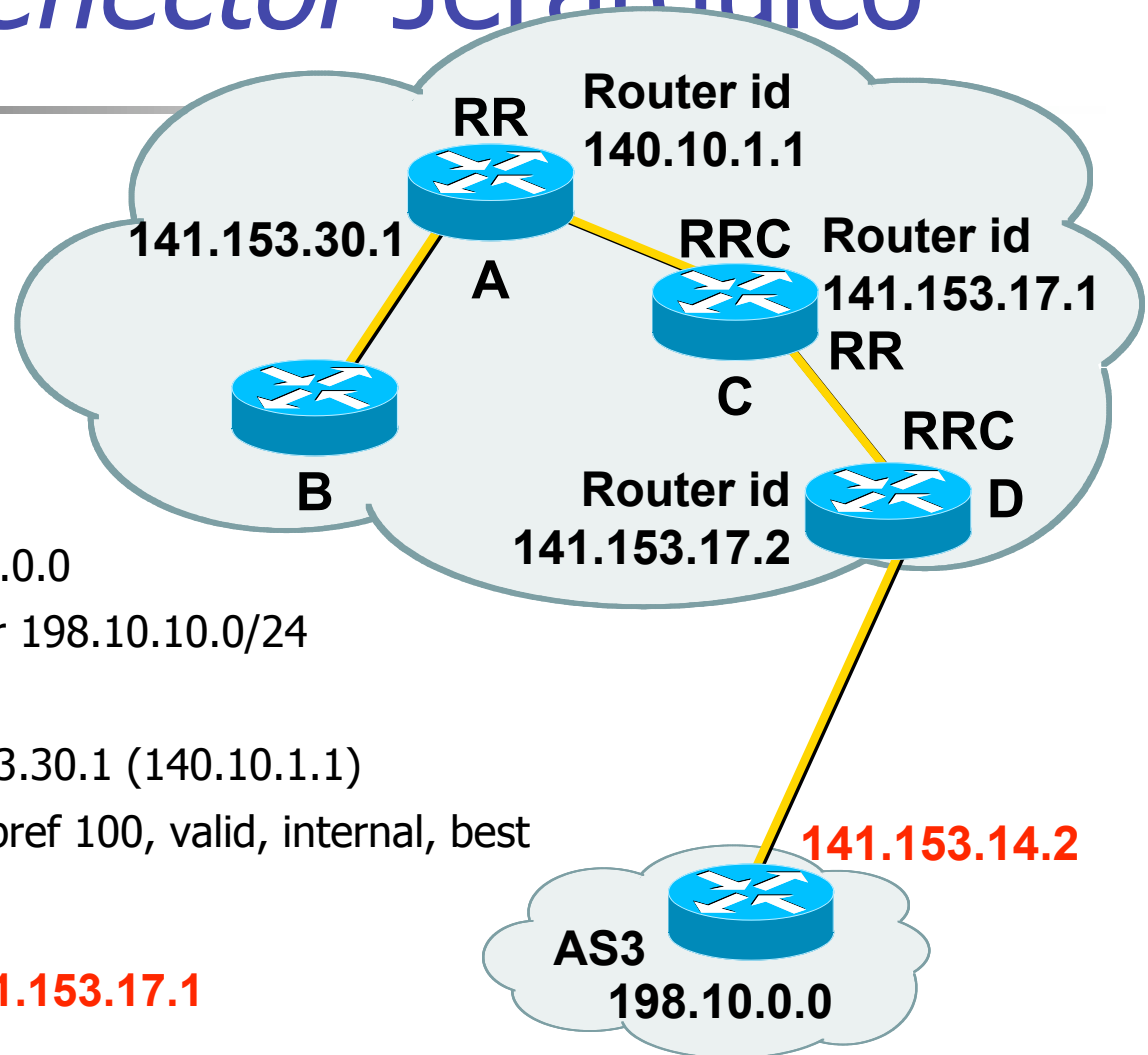 RR
Router id
140.10.1.1
141.153.30.1
A
RRC
Router id
141.153.17.1
RR
C
B
RRC
Router id
141.153.17.2
D
.0.0
198.10.10.0/24
3.30.1 (140.10.1.1)
100, valid, internal, best
141.153.14.2
AS3
198.10.0.0
1.153.17.1